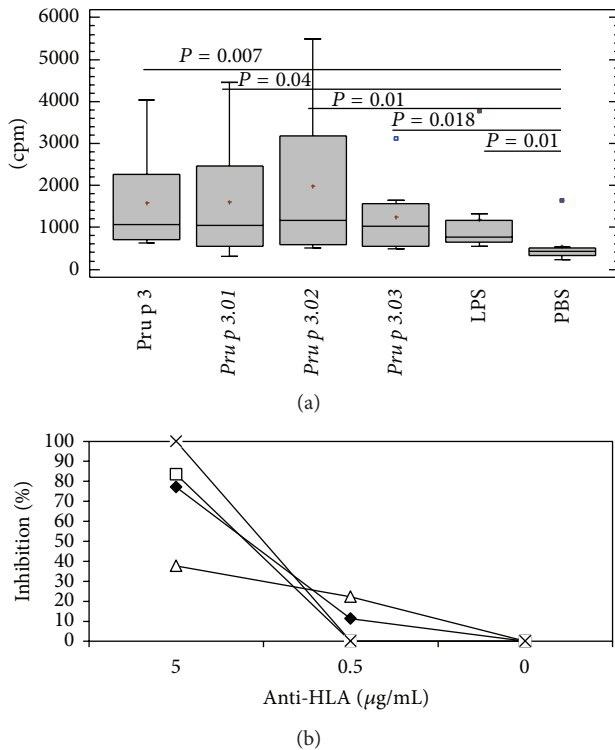 6000
5000
4000
3000
2000
1000
0
(cpm)
P = 0.007
P = 0.04
P = 0.01
P = 0.018
P = 0.01
Pru p 3
Pru p 3.01
Pru p 3.02
Pru p 3.03
LPS
PBS
(a)
100
90
80
70
60
50
40
30
20
10
0
Inhibition (%)
5
0.5
0
Anti-HLA (μg/mL)
(b)